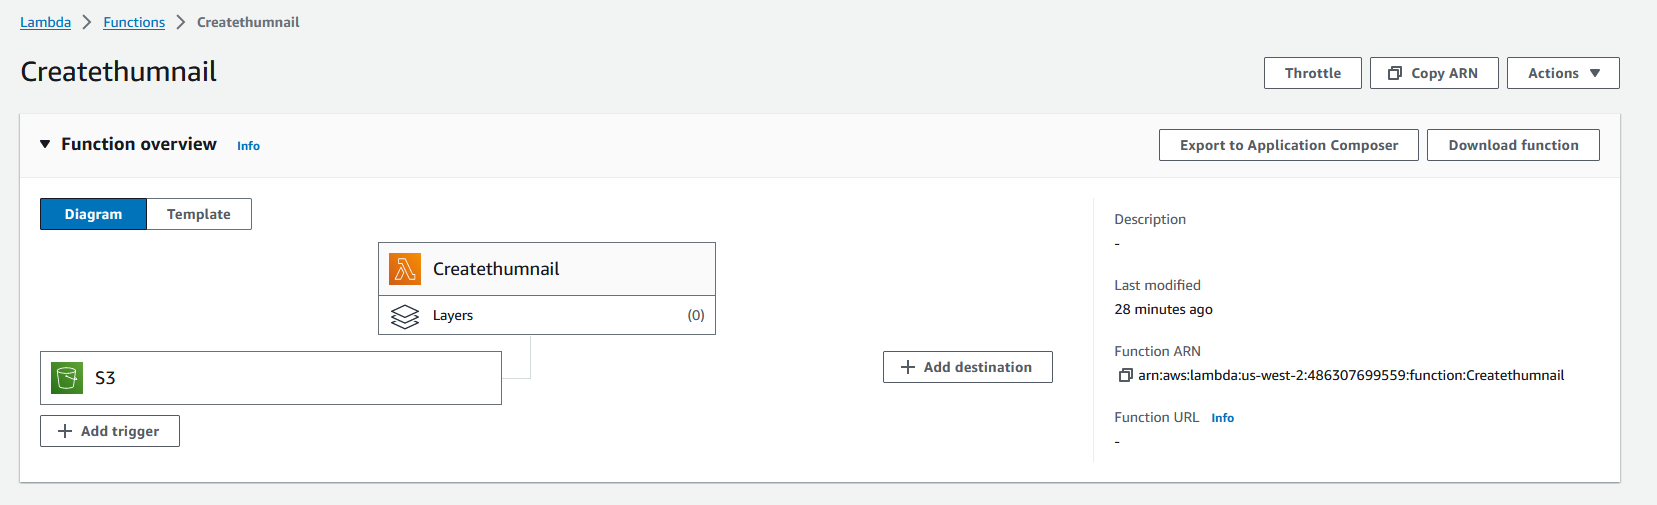 Lambda > Functions > Createthumnail
Createthumnail
Throttle
Copy ARN
Actions
Function overview Info
Export to Application Composer
Download function
Diagram
Template
Createthumnail
Layers (0)
S3
+ Add trigger
+ Add destination
Description
-
Last modified
28 minutes ago
Function ARN
arn:aws:lambda:us-west-2:486307699559:function:Createthumnail
Function URL Info
-